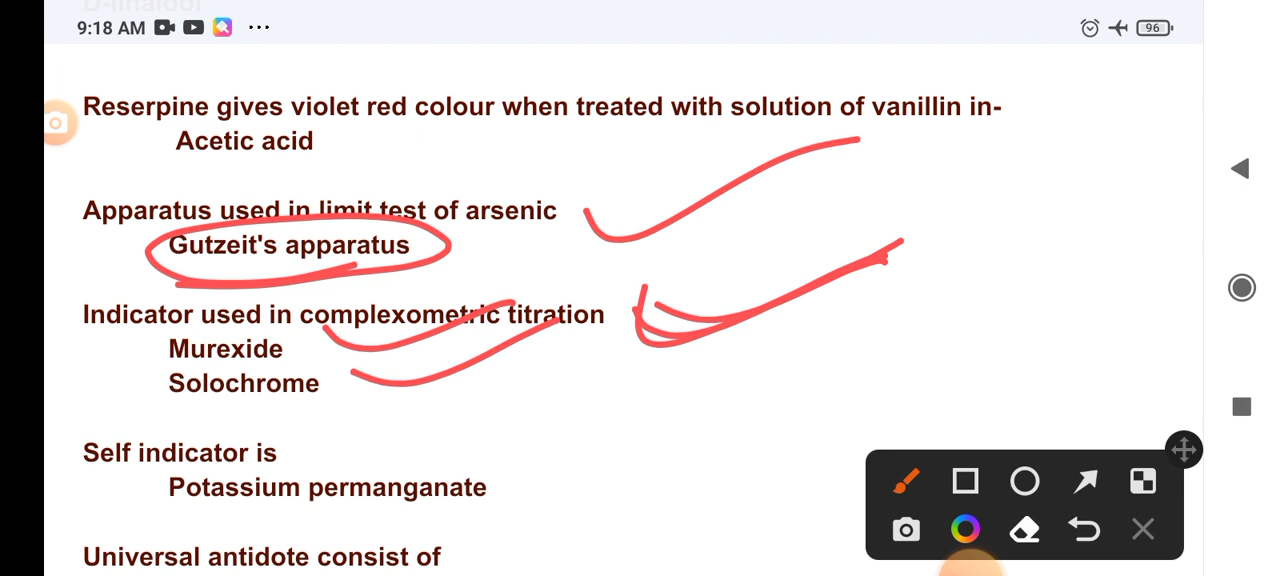 D-linalool
9:18 AM
96
Reserpine gives violet red colour when treated with solution of vanillin in-
Acetic acid
Apparatus used in limit test of arsenic
Gutzeit's apparatus
Indicator used in complexometric titration
Murexide
Solochrome
Self indicator is
Potassium permanganate
Universal antidote consist of